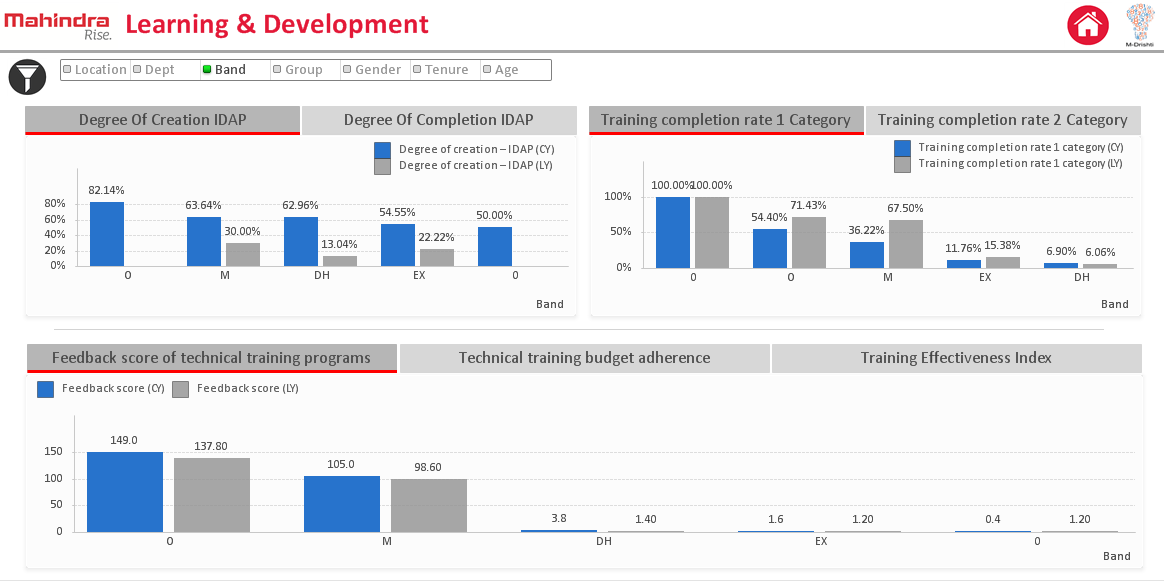 Mahindra Rise.
Learning & Development
M-Drishti
Location Dept Band Group Gender Tenure Age
Degree Of Creation IDAP
Degree Of Completion IDAP
Degree of creation – IDAP (CY)
Degree of creation – IDAP (LY)
80%
60%
40%
20%
0%
82.14%
63.64%
30.00%
62.96%
13.04%
54.55%
22.22%
50.00%
O M DH EX 0
Band
Training completion rate 1 Category
Training completion rate 2 Category
Training completion rate 1 category (CY)
Training completion rate 1 category (LY)
100%
50%
0%
100.00%
100.00%
54.40%
71.43%
36.22%
67.50%
11.76%
15.38%
6.90%
6.06%
0 O M EX DH
Band
Feedback score of technical training programs
Technical training budget adherence
Training Effectiveness Index
Feedback score (CY) Feedback score (LY)
150
100
50
0
149.0
137.80
105.0
98.60
3.8
1.40
1.6
1.20
0.4
1.20
O M DH EX 0
Band